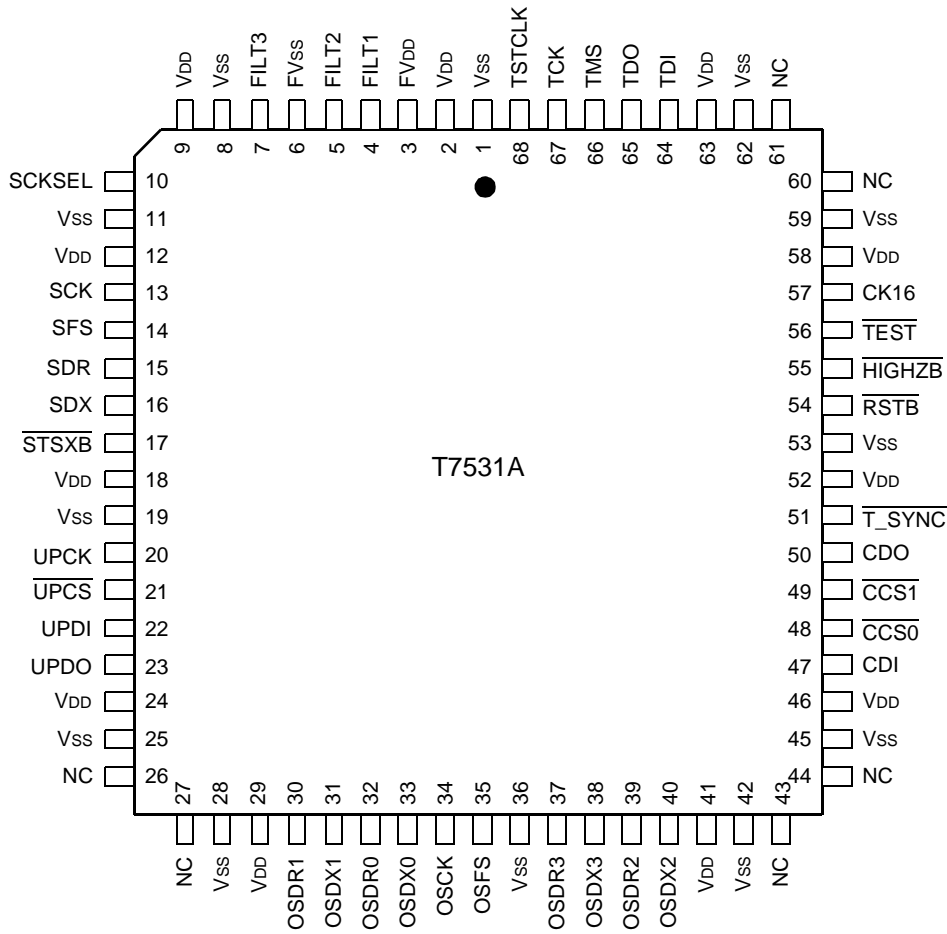 VDD VSS FILT3 FVSS FILT2 FILT1 FVDD VDD VSS TSTCLK TCK TMS TDO TDI VDD VSS NC
9 8 7 6 5 4 3 2 1 68 67 66 65 64 63 62 61
SCKSEL 10 60 NC
VSS 11 59 VSS
VDD 12 58 VDD
SCK 13 57 CK16
SFS 14 56 TEST
SDR 15 55 HIGHZB
SDX 16 54 RSTB
STSXB 17 53 VSS
T7531A
VDD 18 52 VDD
VSS 19 51 T_SYNC
UPCK 20 50 CDO
UPCS 21 49 CCS1
UPDI 22 48 CCS0
UPDO 23 47 CDI
VDD 24 46 VDD
VSS 25 45 VSS
NC 26 44 NC
27 28 29 30 31 32 33 34 35 36 37 38 39 40 41 42 43
NC VSS VDD OSDR1 OSDX1 OSDR0 OSDX0 OSCK OSFS VSS OSDR3 OSDX3 OSDR2 OSDX2 VDD VSS NC